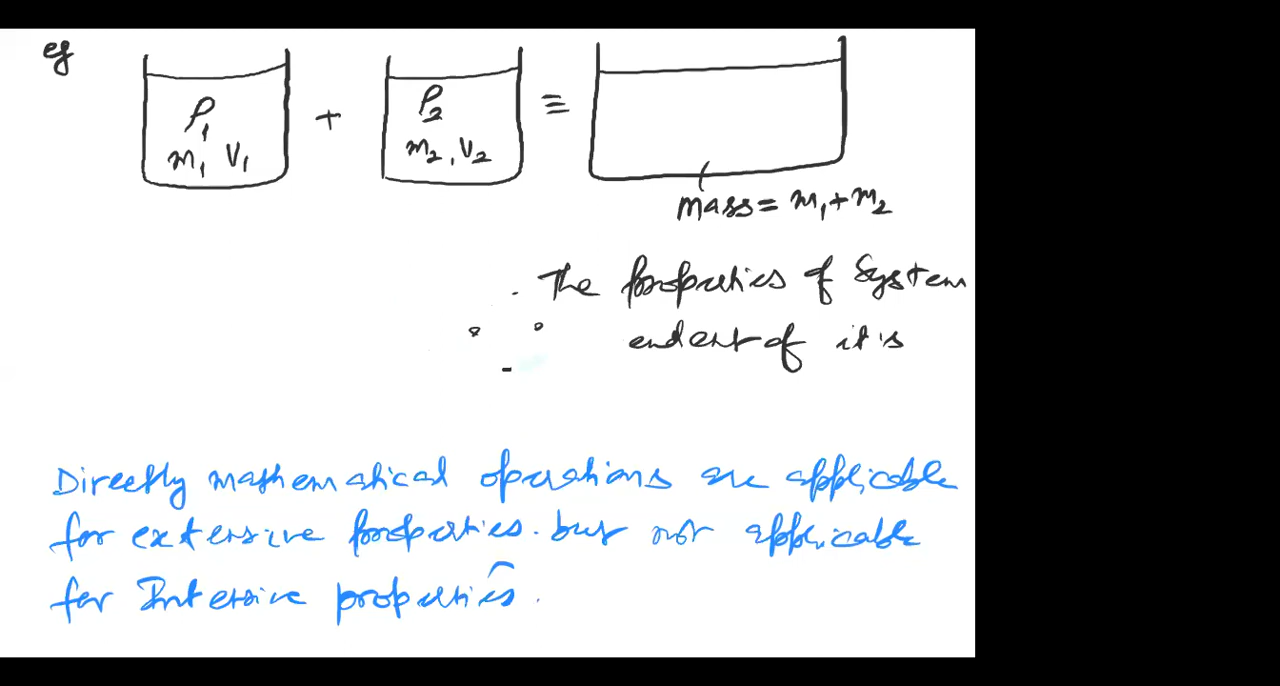 eg
ρ₁ + ρ₂ ≡
m₁ V₁ m₂, V₂
mass = m₁ + m₂
The properties of System
endent of it's
Directly mathematical operations are applicable
for extensive properties. but not applicable
for Intensive properties.